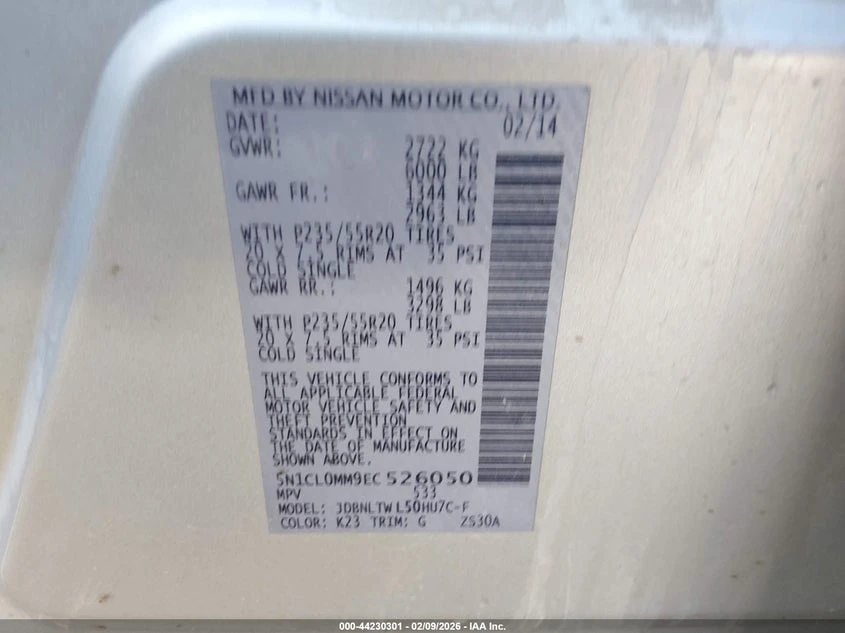 MFD BY NISSAN MOTOR CO., LTD.
DATE: 02/14
GVWR: 2722 KG
6000 LB
GAWR FR.: 1344 KG
2963 LB
WITH P235/55R20 TIRES
20 X 7.5 RIMS AT 35 PSI
COLD SINGLE
GAWR RR.: 1496 KG
3298 LB
WITH P235/55R20 TIRES
20 X 7.5 RIMS AT 35 PSI
COLD SINGLE
THIS VEHICLE CONFORMS TO
ALL APPLICABLE FEDERAL
MOTOR VEHICLE SAFETY AND
THEFT PREVENTION
STANDARDS IN EFFECT ON
THE DATE OF MANUFACTURE
SHOWN ABOVE.
5N1CL0MM9EC526050
MPV 533
MODEL: JDBNLTW L50HU7C-F
COLOR: K23 TRIM: G ZS30A
000-44230301 - 02/09/2026 - IAA Inc.